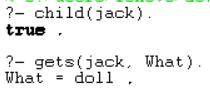 ?- child(jack).
true .
?- gets(jack, What).
What = doll .